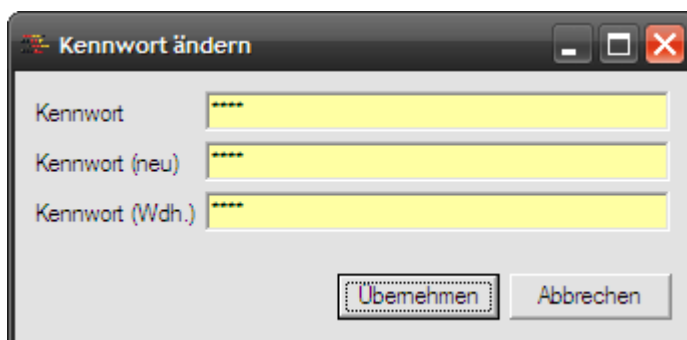 Kennwort ändern
Kennwort ****
Kennwort (neu) ****
Kennwort (Wdh.) ****
Übernehmen Abbrechen